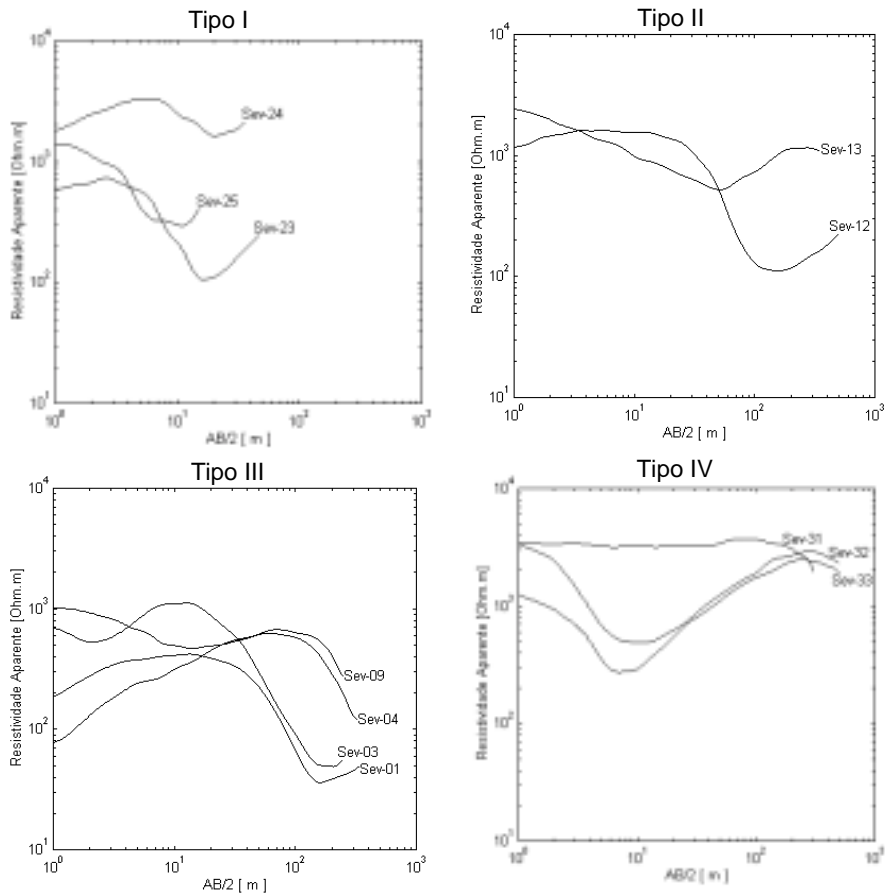 Tipo I
10^4
10^3
10^2
10^1
Resistividade Aparente [Ohm.m]
Sev-24
Sev-25
Sev-23
10^0
10^1
10^2
10^3
AB/2 [ m ]
Tipo II
10^4
10^3
10^2
10^1
Resistividade Aparente [Ohm.m]
Sev-13
Sev-12
10^0
10^1
10^2
10^3
AB/2 [ m ]
Tipo III
10^4
10^3
10^2
10^1
Resistividade Aparente [Ohm.m]
Sev-09
Sev-04
Sev-03
Sev-01
10^0
10^1
10^2
10^3
AB/2 [ m ]
Tipo IV
10^4
10^3
10^2
10^1
Resistividade Aparente [Ohm.m]
Sev-31
Sev-32
Sev-33
10^0
10^1
10^2
10^3
AB/2 [ m ]